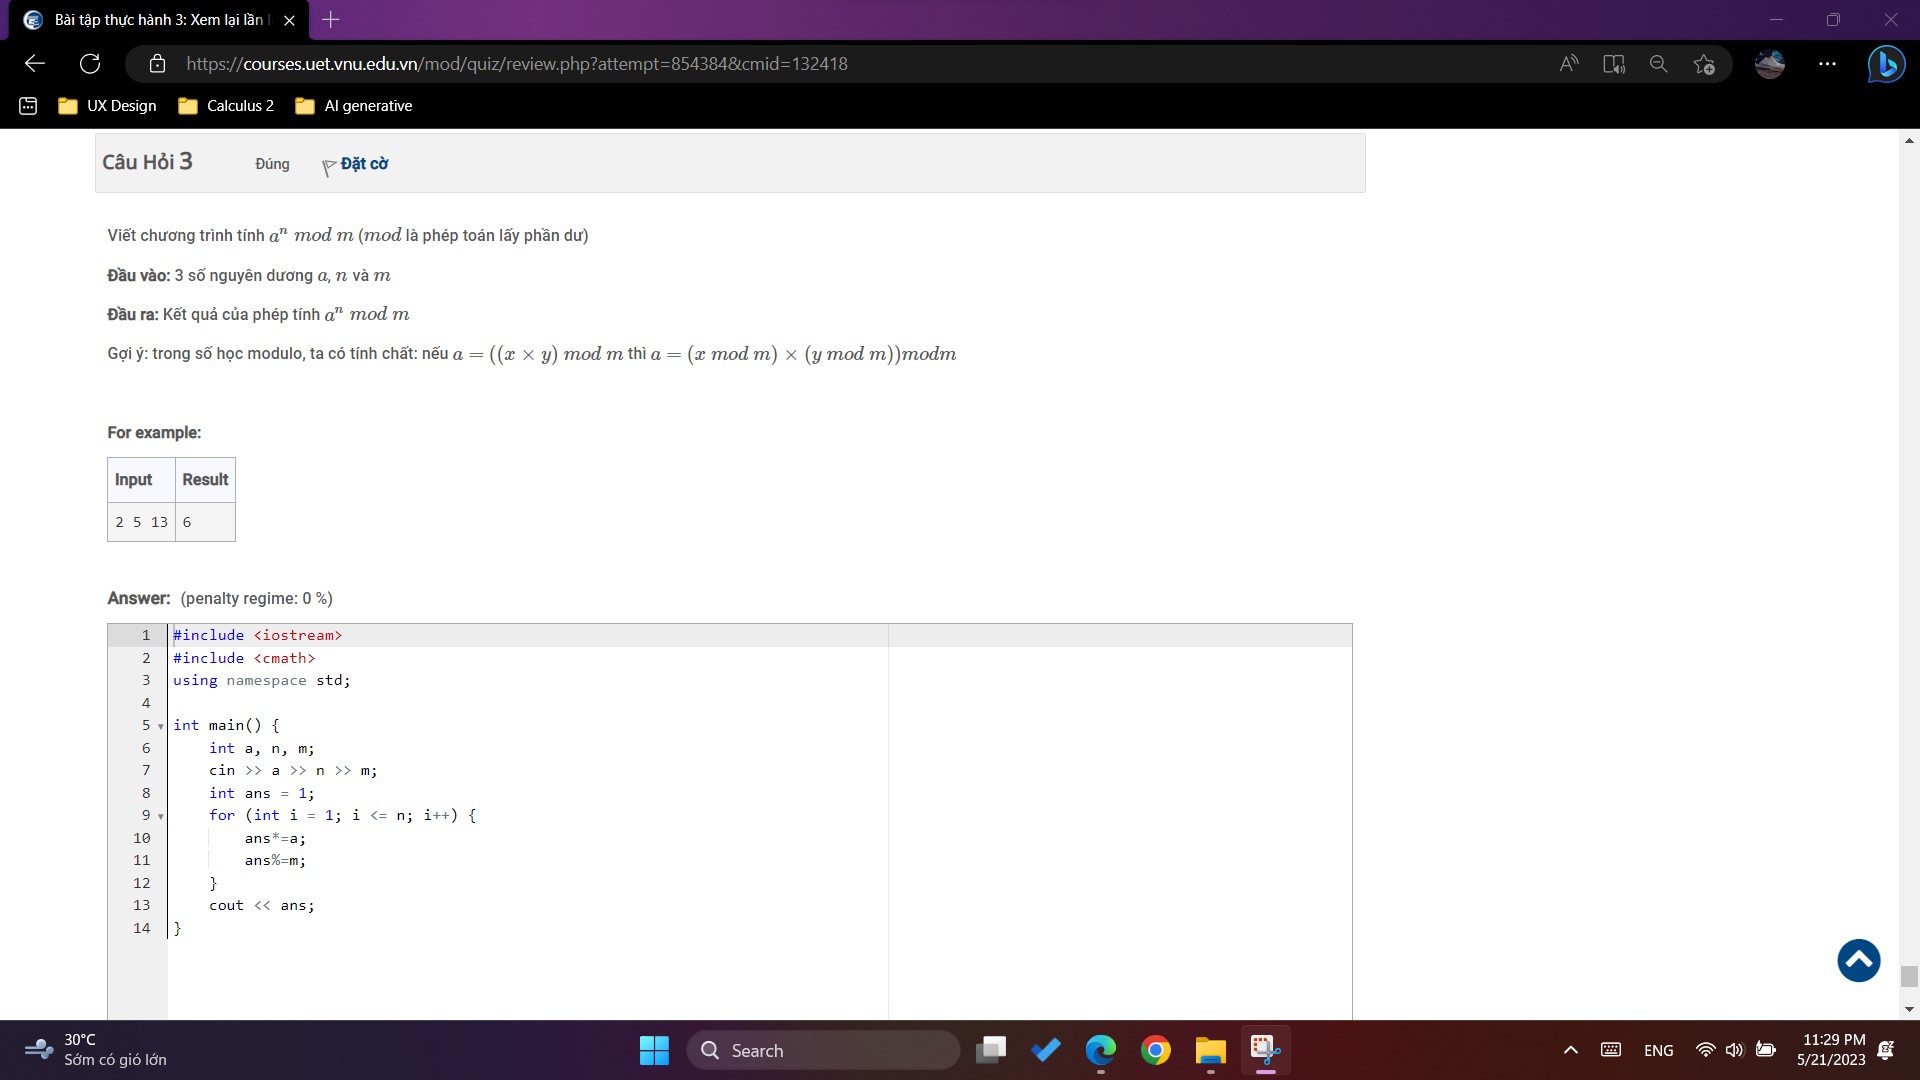 Bài tập thực hành 3: Xem lại lần l
https://courses.uet.vnu.edu.vn/mod/quiz/review.php?attempt=854384&cmid=132418
UX Design
Calculus 2
AI generative
Câu Hỏi 3
Đúng
Đặt cờ
Viết chương trình tính aⁿ mod m (mod là phép toán lấy phần dư)
Đầu vào: 3 số nguyên dương a, n và m
Đầu ra: Kết quả của phép tính aⁿ mod m
Gợi ý: trong số học modulo, ta có tính chất: nếu a = ((x × y) mod m thì a = (x mod m) × (y mod m))modm
For example:
Input Result
2 5 13 6
Answer: (penalty regime: 0 %)
1 #include <iostream>
2 #include <cmath>
3 using namespace std;
4
5 int main() {
6 int a, n, m;
7 cin >> a >> n >> m;
8 int ans = 1;
9 for (int i = 1; i <= n; i++) {
10 ans*=a;
11 ans%=m;
12 }
13 cout << ans;
14 }
30°C
Sớm có gió lớn
Search
ENG
11:29 PM
5/21/2023